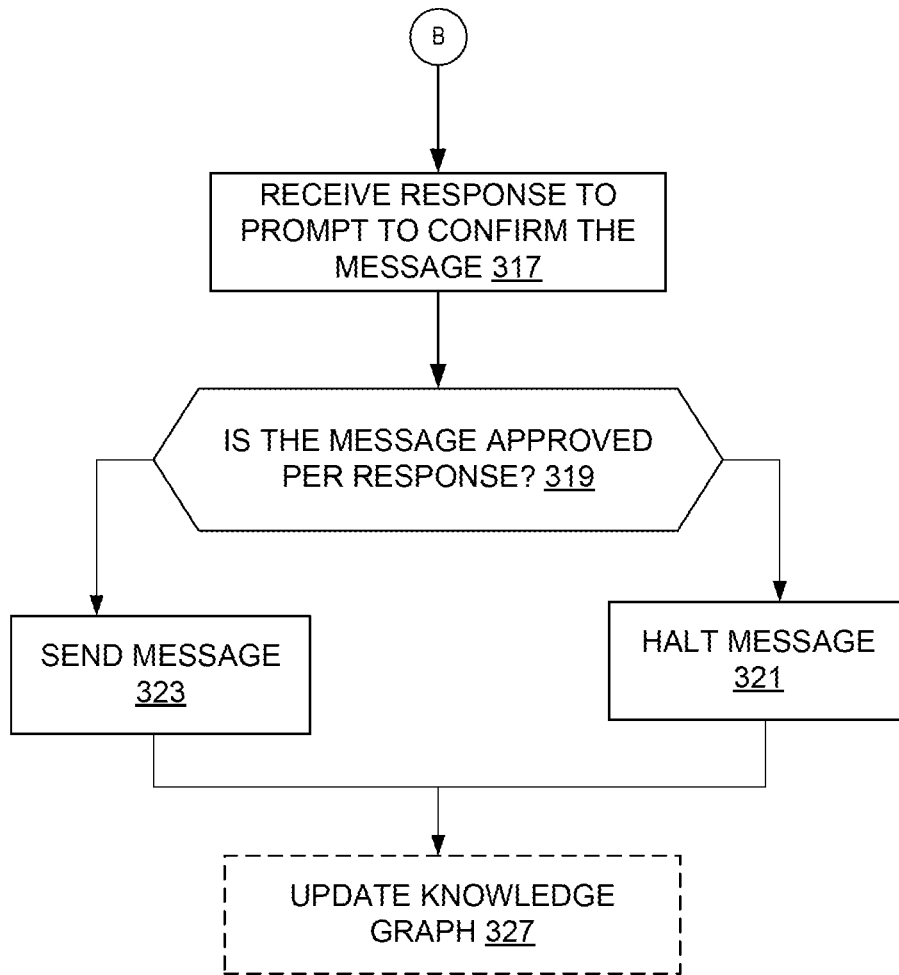 B
RECEIVE RESPONSE TO
PROMPT TO CONFIRM THE
MESSAGE 317
IS THE MESSAGE APPROVED
PER RESPONSE? 319
SEND MESSAGE
323
HALT MESSAGE
321
UPDATE KNOWLEDGE
GRAPH 327